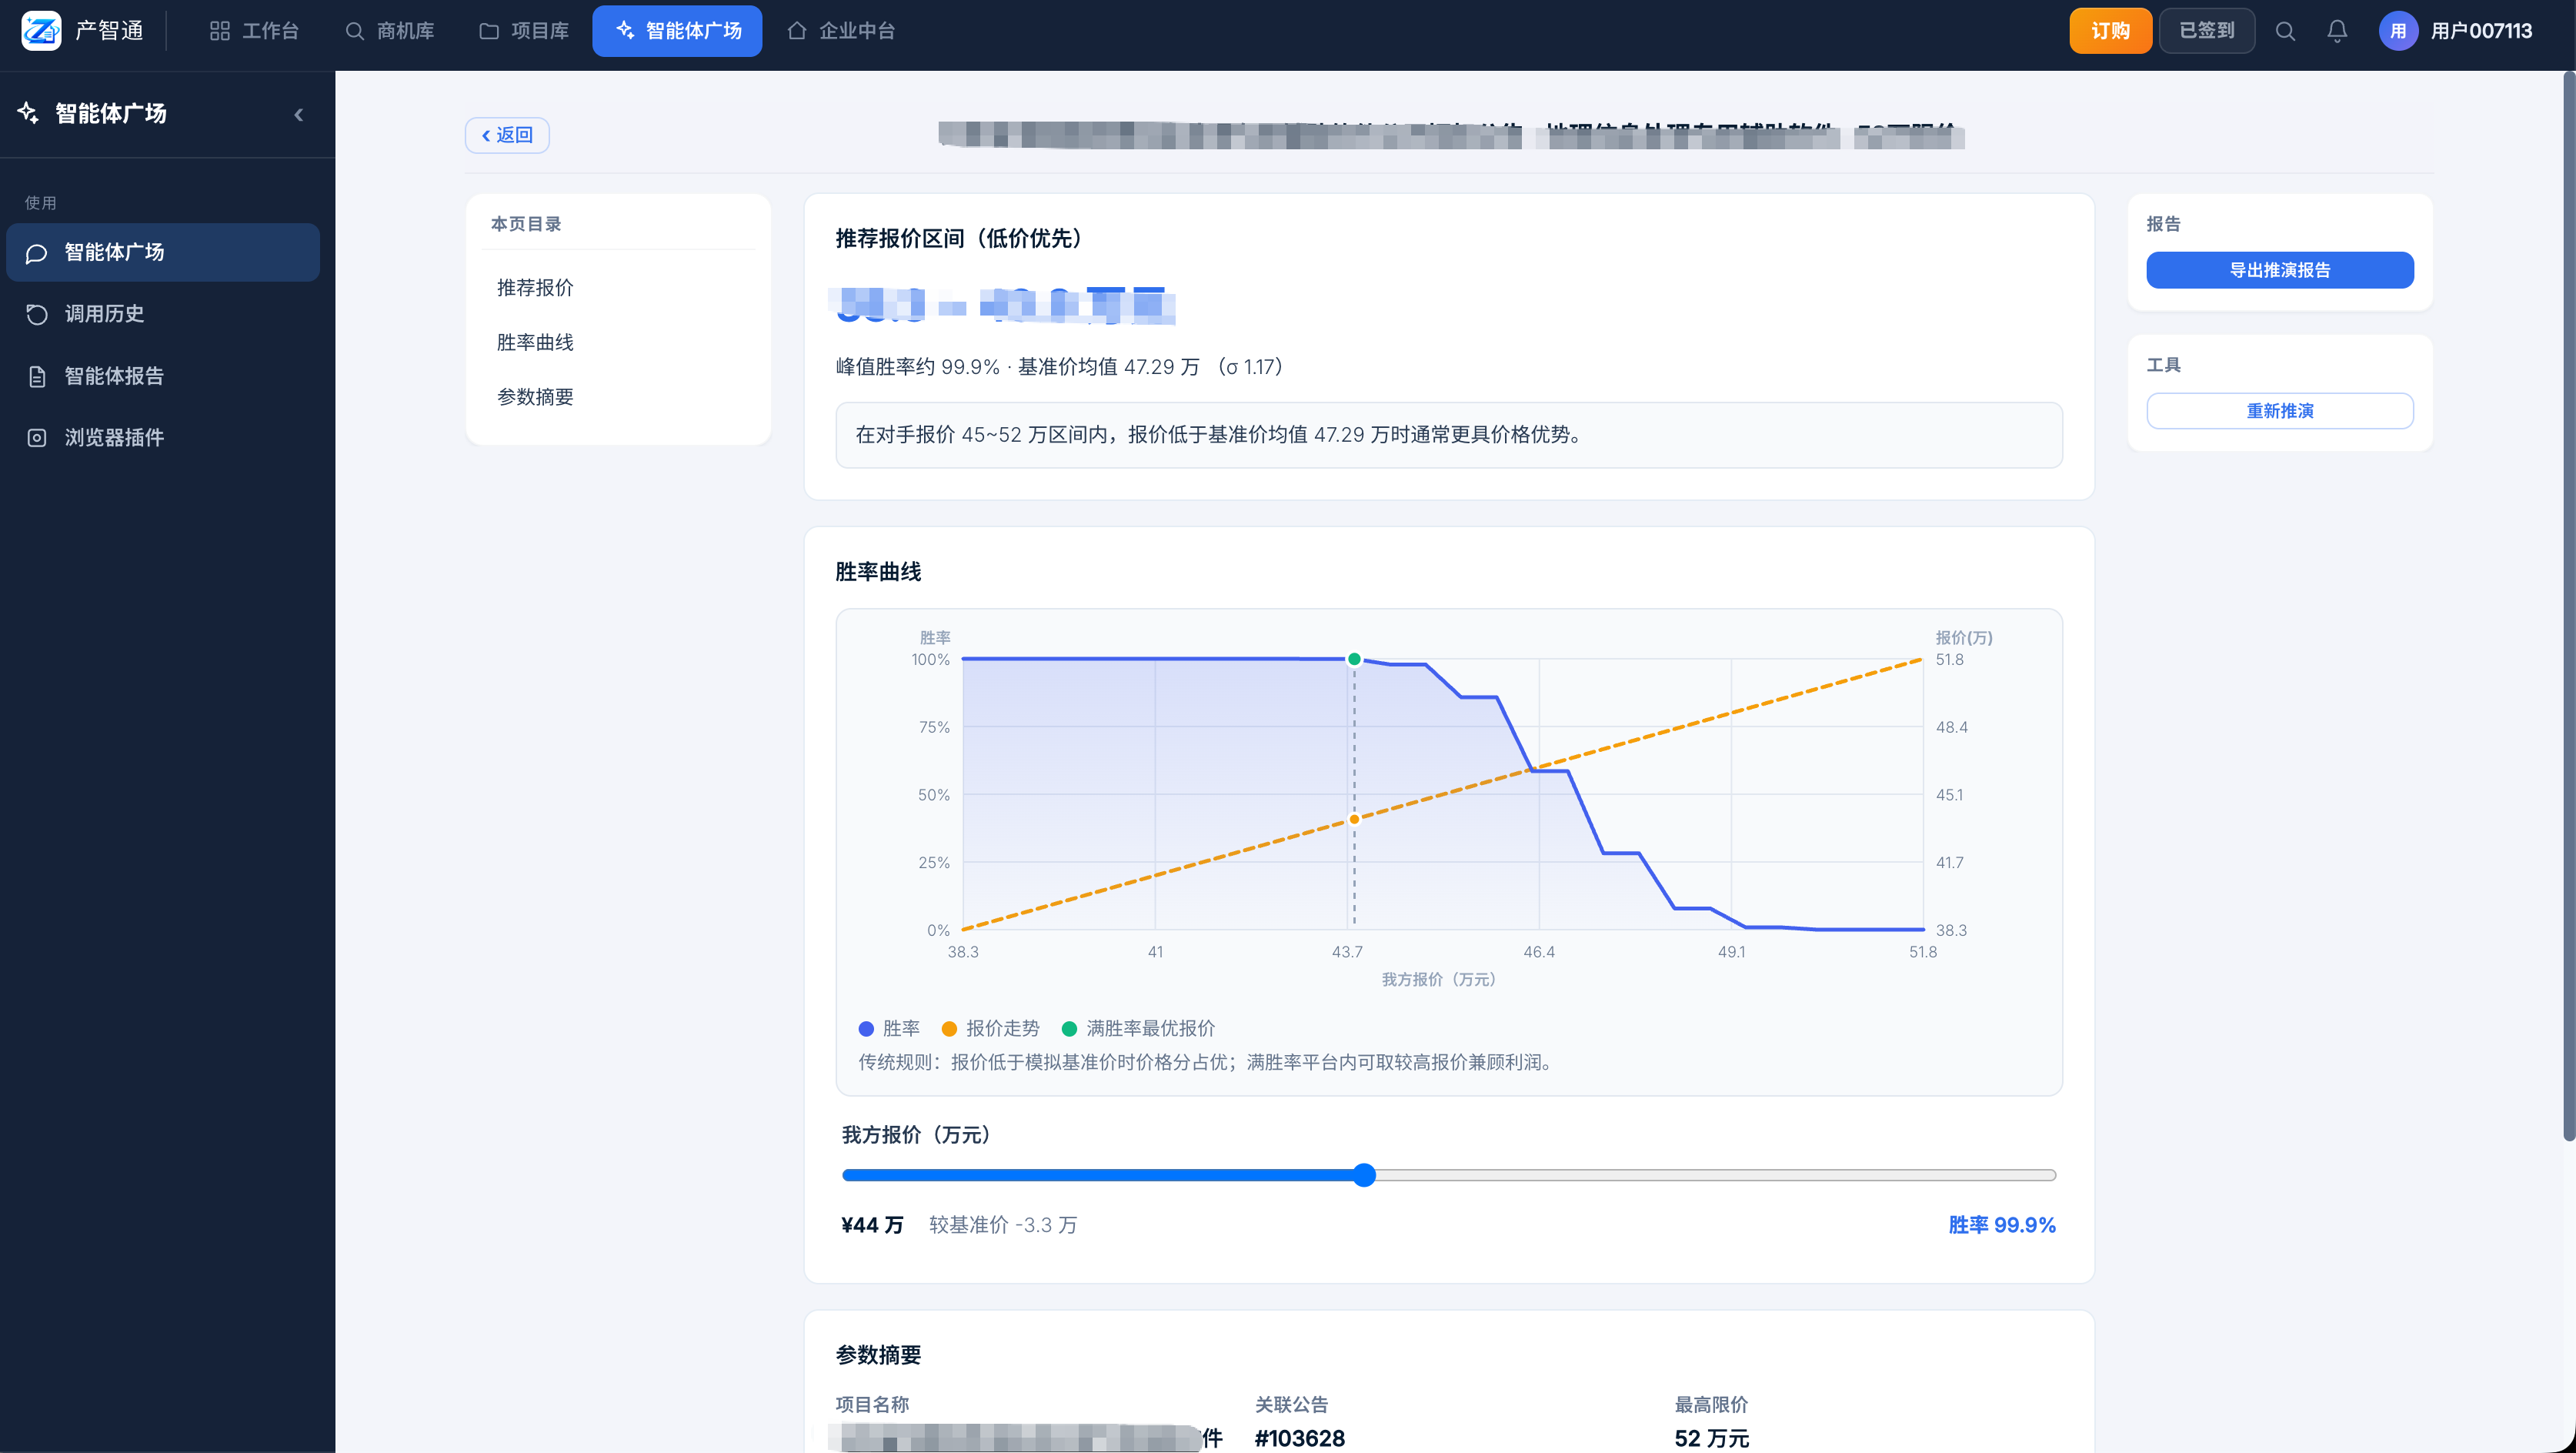 产智通
工作台
商机库
项目库
智能体广场
企业中台
订购
已签到
用
用户007113
智能体广场
使用
智能体广场
调用历史
智能体报告
浏览器插件
返回
本页目录
推荐报价
胜率曲线
参数摘要
推荐报价区间（低价优先）
峰值胜率约 99.9% · 基准价均值 47.29 万 （σ 1.17）
在对手报价 45~52 万区间内，报价低于基准价均值 47.29 万时通常更具价格优势。
报告
导出推演报告
工具
重新推演
胜率曲线
胜率
报价(万)
100%
51.8
75%
48.4
50%
45.1
25%
41.7
0%
38.3
38.3
41
43.7
46.4
49.1
51.8
我方报价（万元）
胜率
报价走势
满胜率最优报价
传统规则：报价低于模拟基准价时价格分占优；满胜率平台内可取较高报价兼顾利润。
我方报价（万元）
¥44 万
较基准价 -3.3 万
胜率 99.9%
参数摘要
项目名称
关联公告
最高限价
件
#103628
52 万元